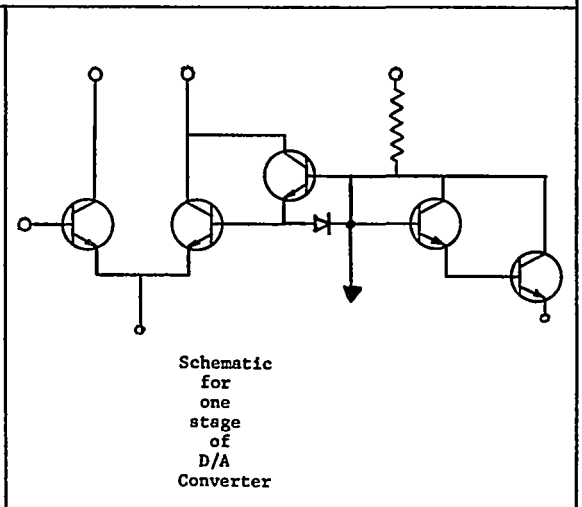 Schematic
for
one
stage
of
D/A
Converter